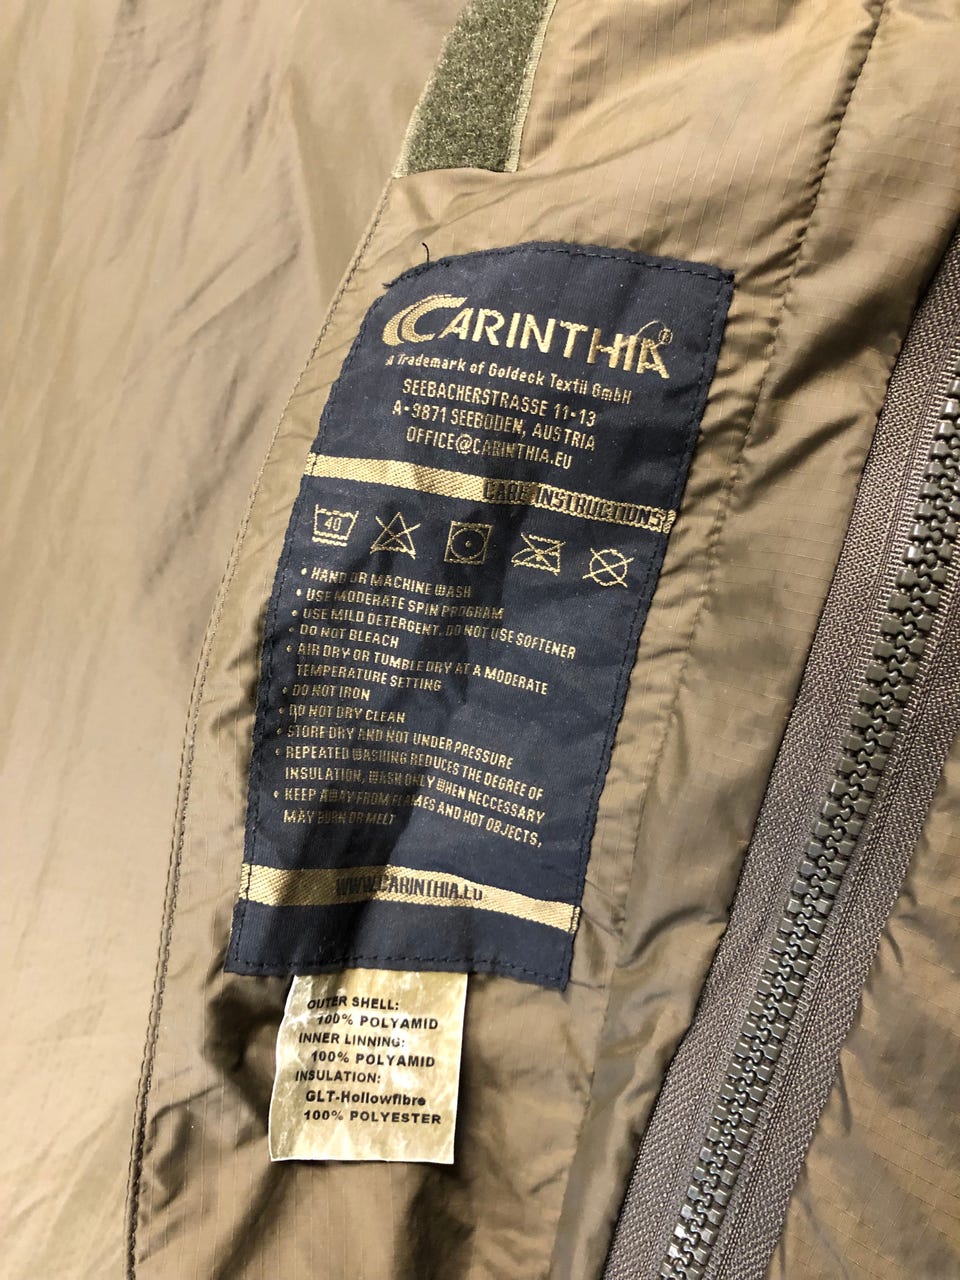 CARINTHIA®
A Trademark of Goldeck Textil GmbH
SEEBACHERSTRASSE 11-13
A-9871 SEEBODEN, AUSTRIA
OFFICE@CARINTHIA.EU
CARE INSTRUCTIONS
40
• HAND OR MACHINE WASH
• USE MODERATE SPIN PROGRAM
• USE MILD DETERGENT, DO NOT USE SOFTENER
• DO NOT BLEACH
• AIR DRY OR TUMBLE DRY AT A MODERATE
TEMPERATURE SETTING
• DO NOT IRON
• DO NOT DRY CLEAN
• STORE DRY AND NOT UNDER PRESSURE
• REPEATED WASHING REDUCES THE DEGREE OF
INSULATION, WASH ONLY WHEN NECCESSARY
• KEEP AWAY FROM FLAMES AND HOT OBJECTS,
MAY BURN OR MELT
WWW.CARINTHIA.EU
OUTER SHELL:
100% POLYAMID
INNER LINNING:
100% POLYAMID
INSULATION:
GLT-Hollowfibre
100% POLYESTER